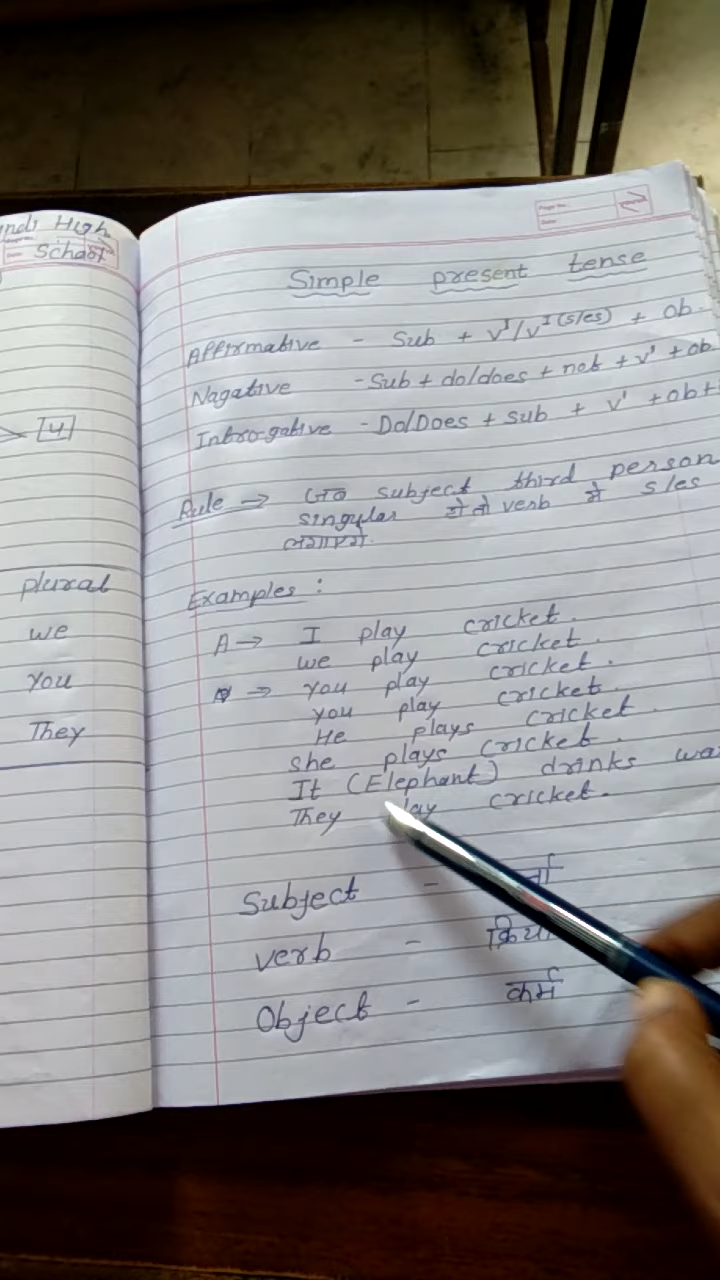 High
School
4
plural
we
You
They
Simple present tense
Affirmative - Sub + V¹/V¹(s/es) + ob.
Nagative - Sub + do/does + not + V¹ + ob
Introgative - Do/Does + sub + V¹ + ob +
Rule → जब subject third person
singular हो तो verb मे s/es
लगाएगे.
Examples :
A → I play cricket.
we play cricket.
→ You play cricket.
you play cricket.
He plays cricket.
she plays cricket.
It (Elephant) drinks
They cricket.
Subject -
verb -
Object - कर्म